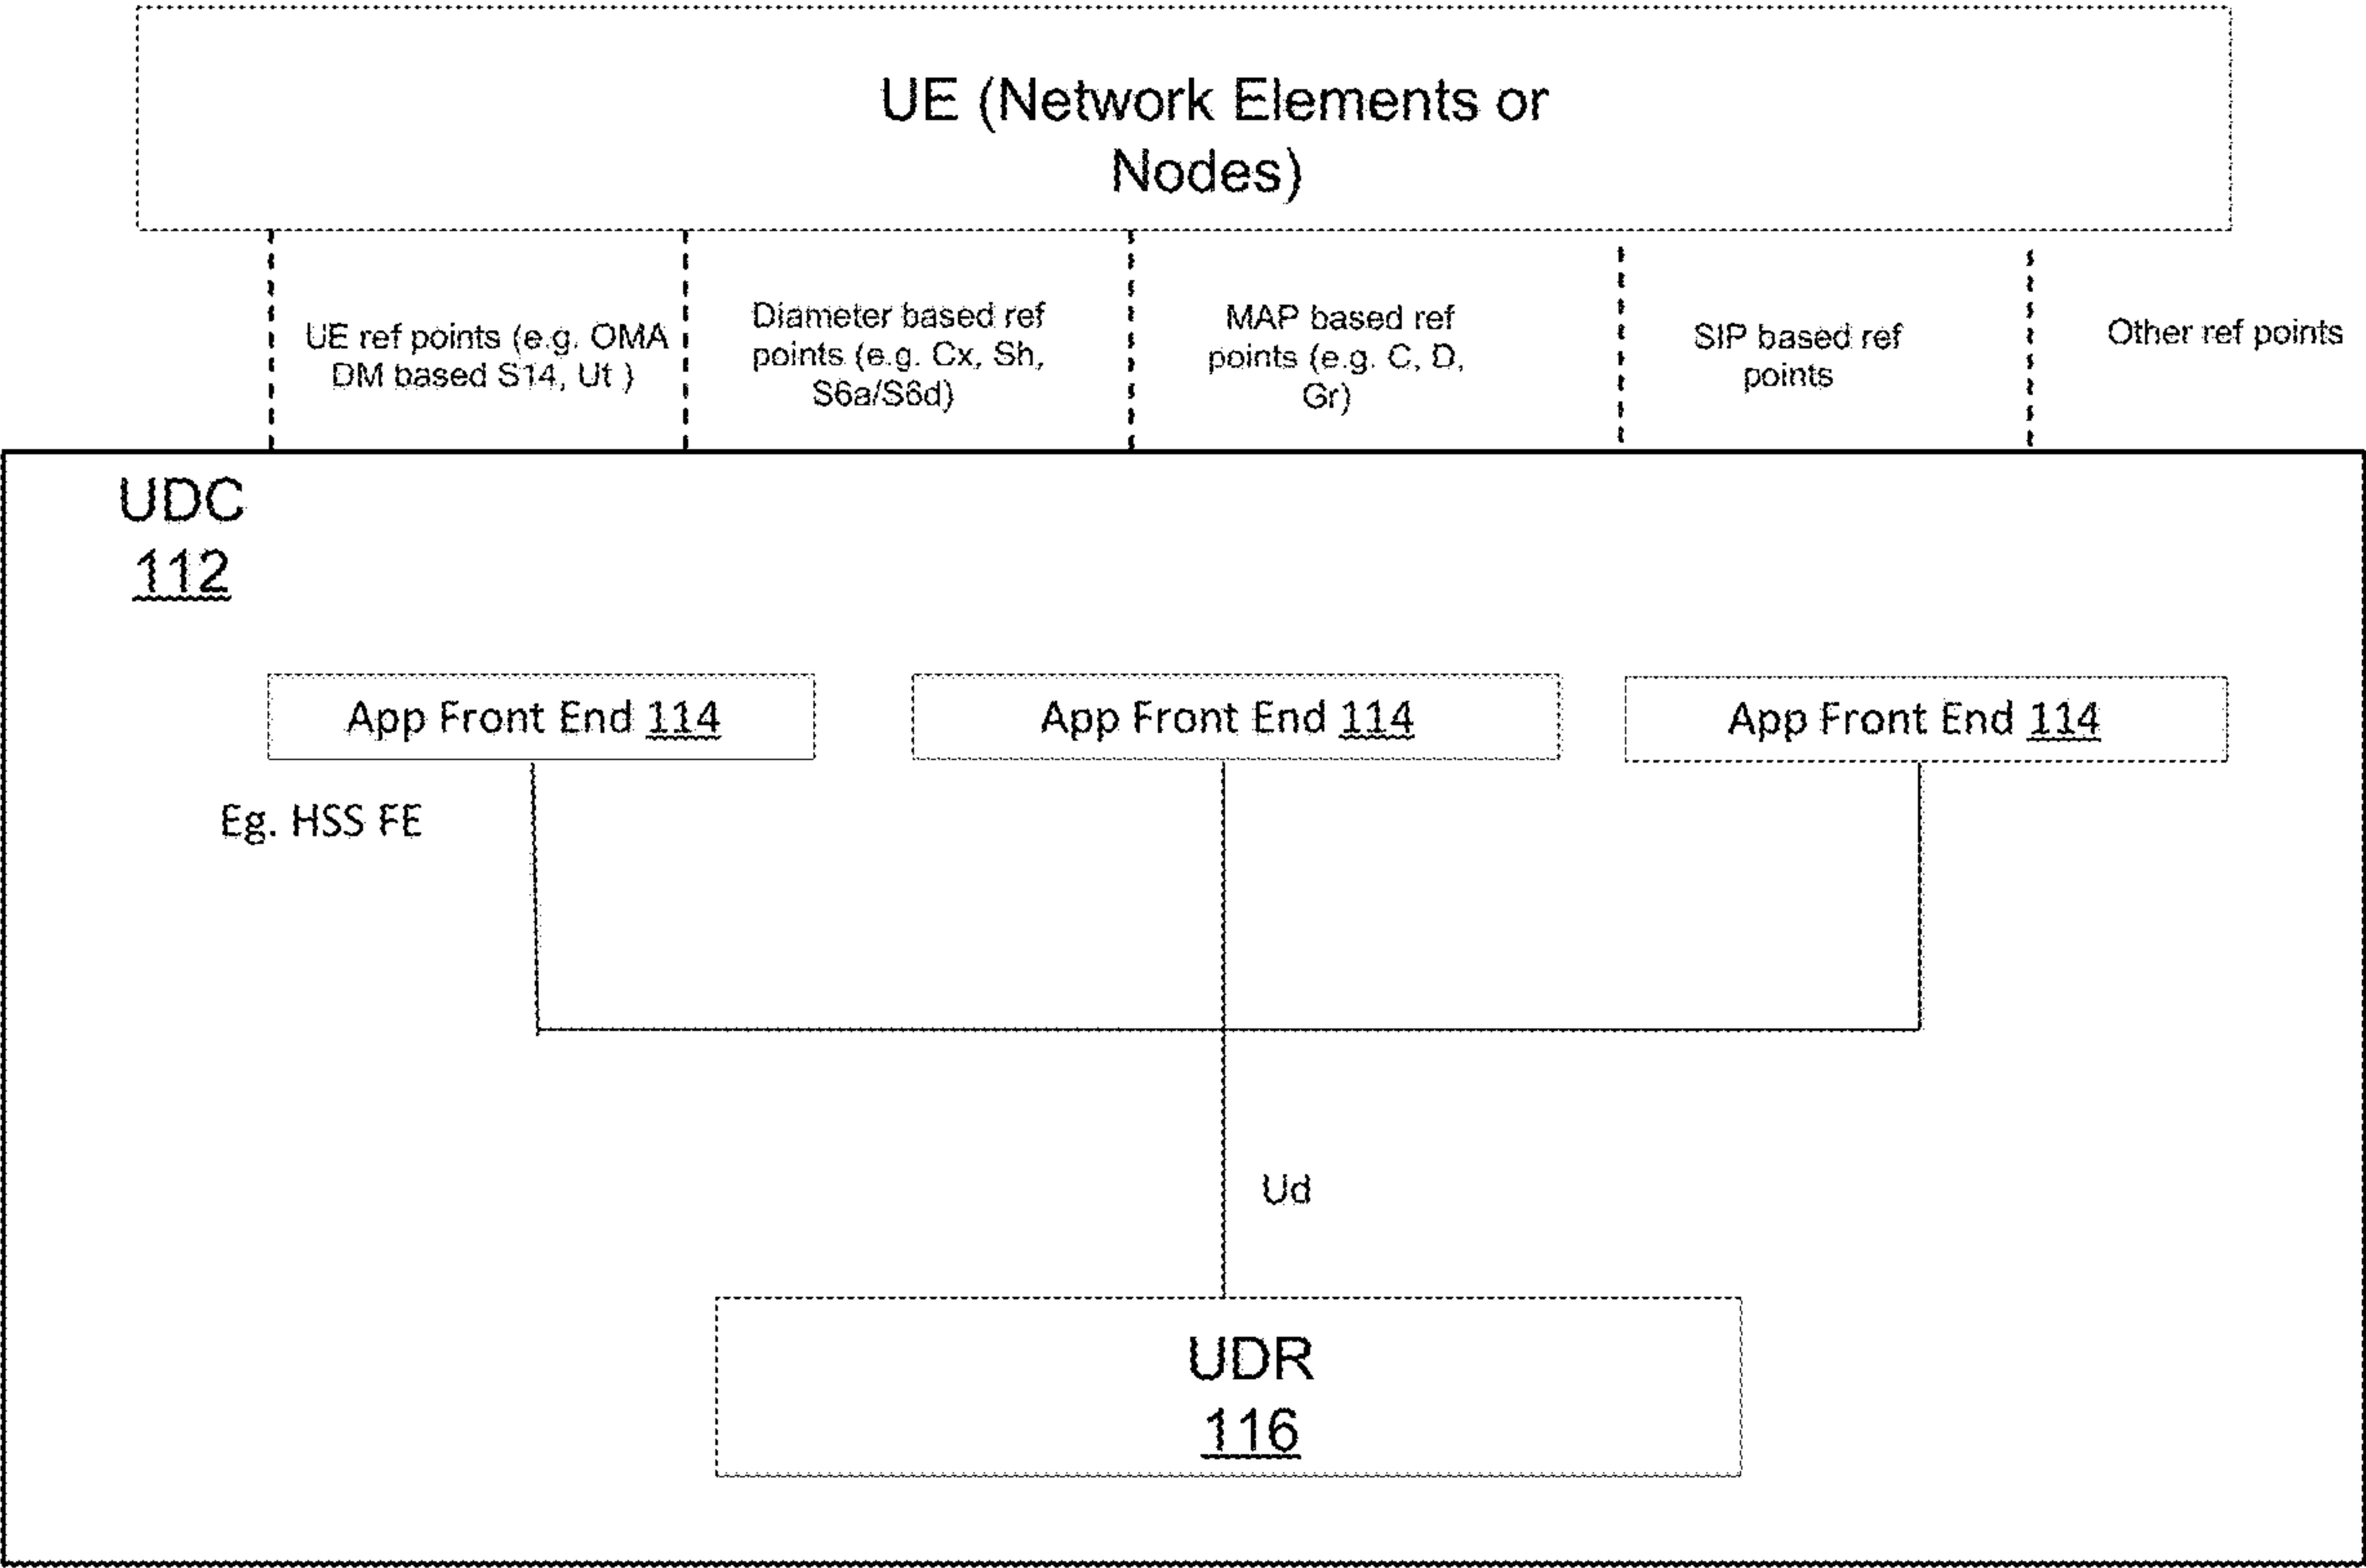 UE (Network Elements or
Nodes)
UE ref points (e.g. OMA
DM based S14, Ut )
Diameter based ref
points (e.g. Cx, Sh,
S6a/S6d)
MAP based ref
points (e.g. C, D,
Gr)
SIP based ref
points
Other ref points
UDC
112
App Front End 114
App Front End 114
App Front End 114
Eg. HSS FE
Ud
UDR
116